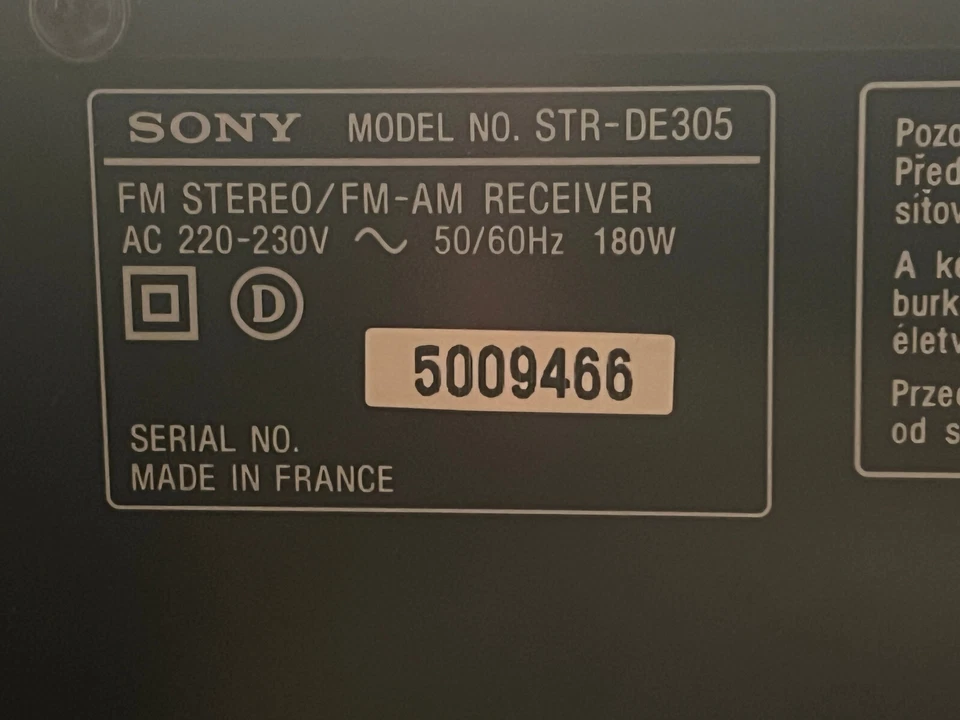 SONY MODEL NO. STR-DE305
FM STEREO/FM-AM RECEIVER
AC 220-230V ~ 50/60Hz 180W
D
5009466
SERIAL NO.
MADE IN FRANCE
A
od